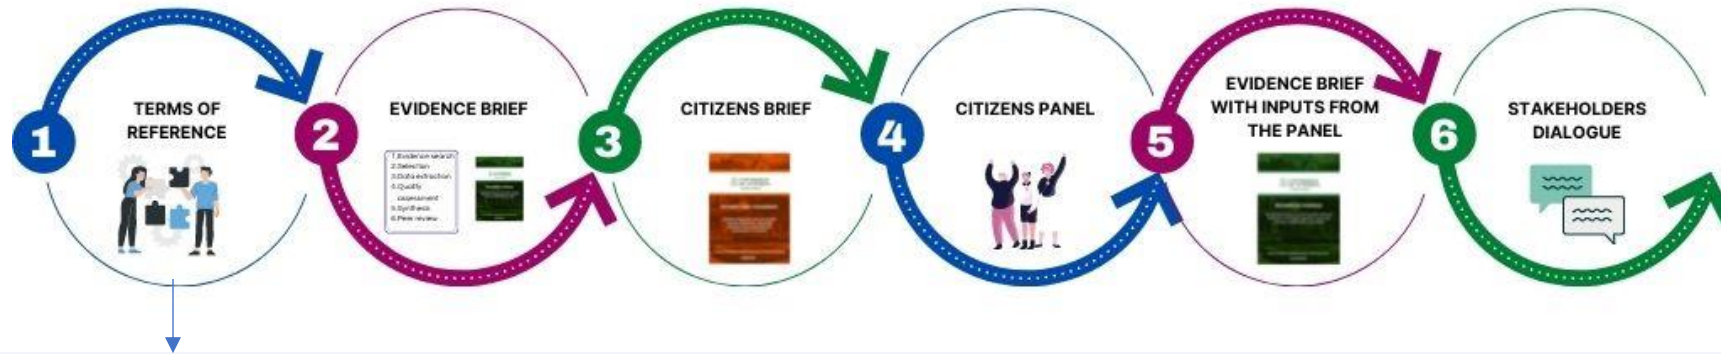 1
TERMS OF
REFERENCE
2
EVIDENCE BRIEF
1.Evidence search
2.Selection
3.Data extraction
4.Quality
assessment
5.Synthesis
6.Peer review
3
CITIZENS BRIEF
4
CITIZENS PANEL
5
EVIDENCE BRIEF
WITH INPUTS FROM
THE PANEL
6
STAKEHOLDERS
DIALOGUE